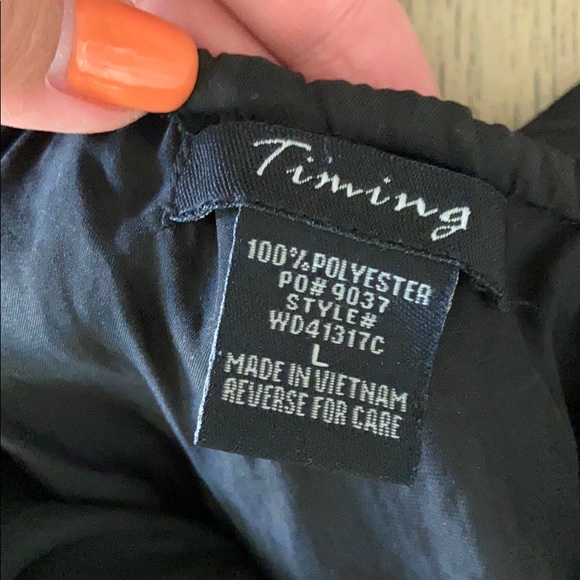 Timing
100% POLYESTER
PO# 9037
STYLE#
WD41317C
L
MADE IN VIETNAM
REVERSE FOR CARE